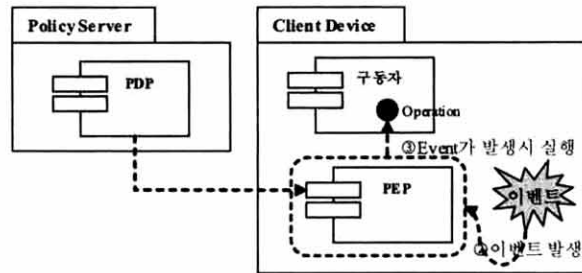 Policy Server
Client Device
PDP
구동자
Operation
③Event가 발생시 실행
PEP
이벤트
②이벤트 발생